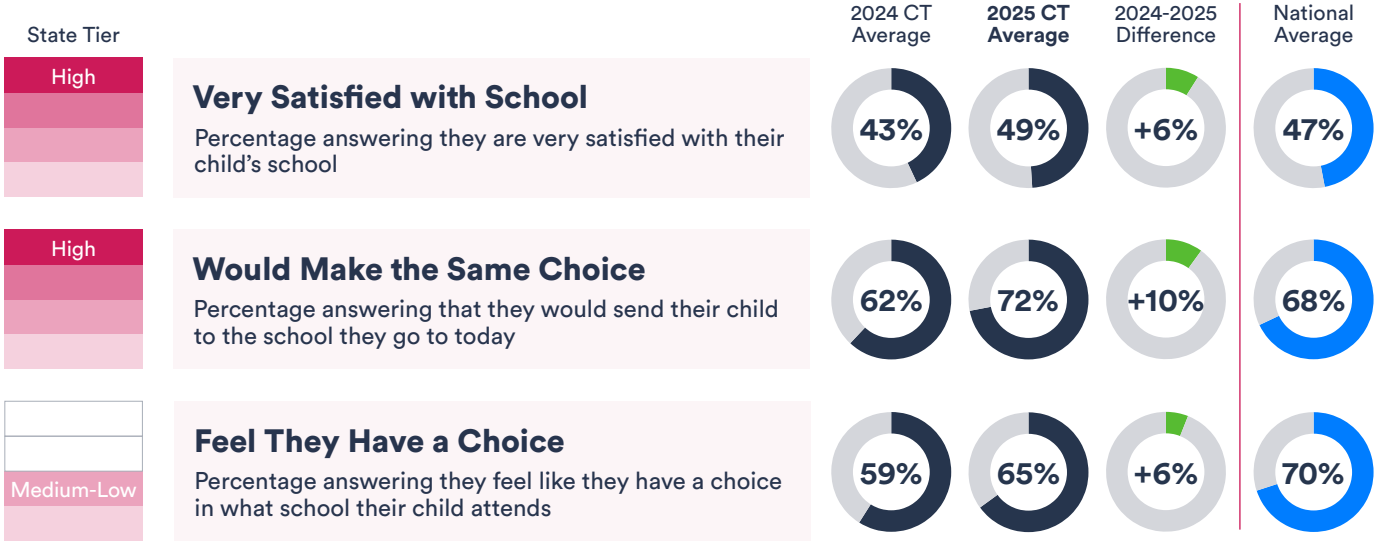 State Tier
2024 CT
Average
2025 CT
Average
2024-2025
Difference
National
Average
High
Very Satisfied with School
Percentage answering they are very satisfied with their
child’s school
43%
49%
+6%
47%
High
Would Make the Same Choice
Percentage answering that they would send their child
to the school they go to today
62%
72%
+10%
68%
Medium-Low
Feel They Have a Choice
Percentage answering they feel like they have a choice
in what school their child attends
59%
65%
+6%
70%